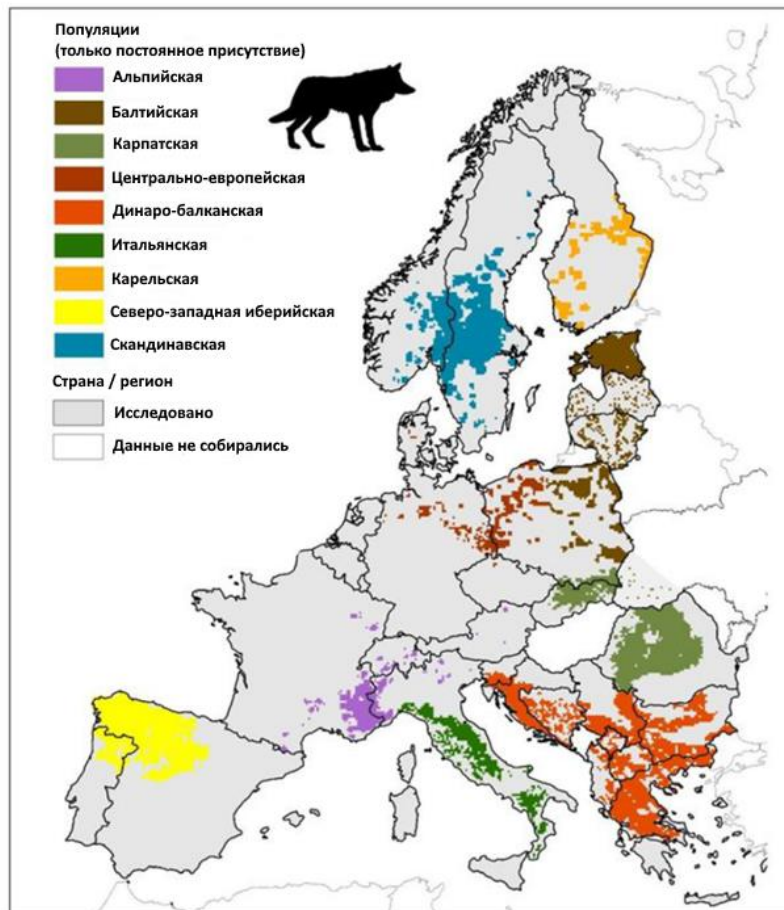 Популяции
(только постоянное присутствие)
Альпийская
Балтийская
Карпатская
Центрально-европейская
Динаро-балканская
Итальянская
Карельская
Северо-западная иберийская
Скандинавская
Страна / регион
Исследовано
Данные не собирались